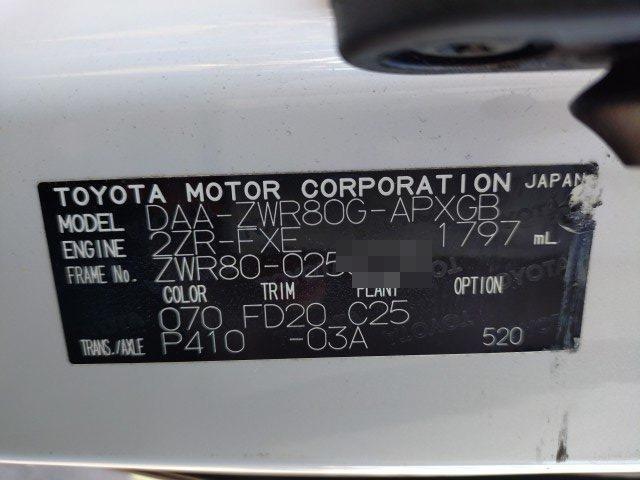 TOYOTA MOTOR CORPORATION JAPAN
MODEL DAA-ZWR80G-APXGB
ENGINE 2ZR-FXE 1797 mL
FRAME No. ZWR80-025
COLOR TRIM PLANT OPTION
070 FD20 C25
TRANS./AXLE P410 -03A 520